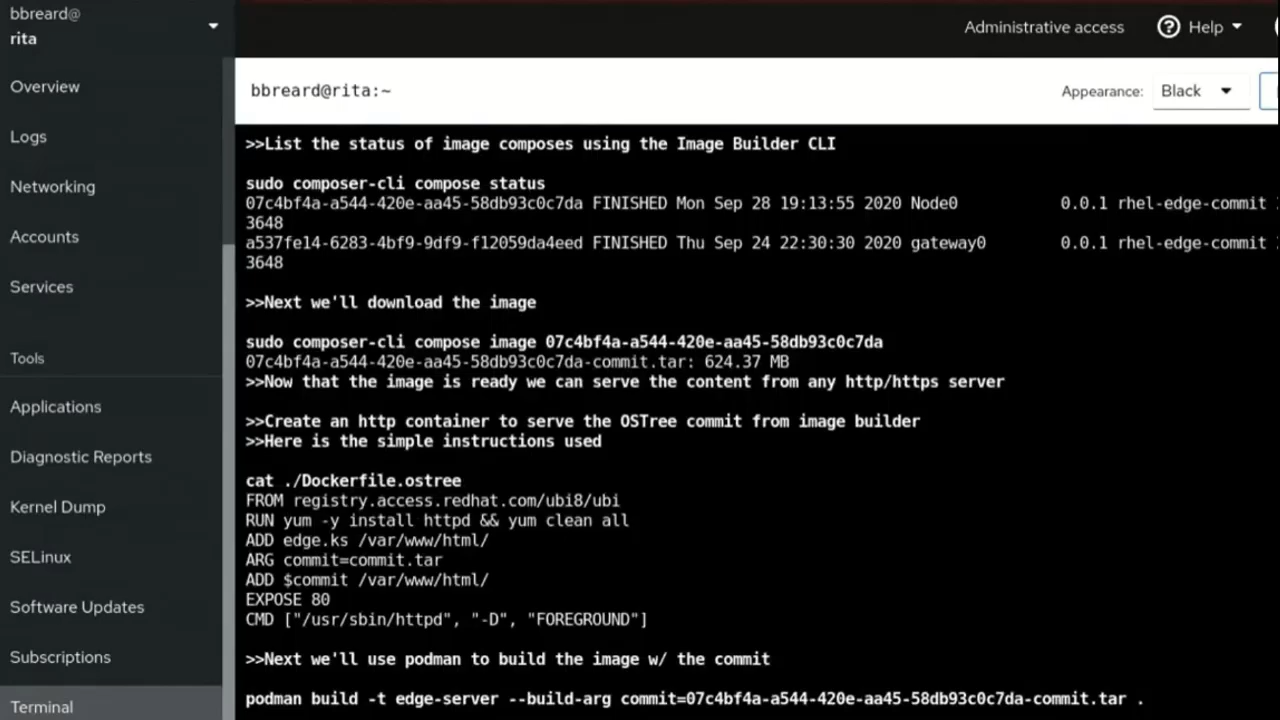 bbreard@
rita
Administrative access
Help
Overview
Logs
Networking
Accounts
Services
Tools
Applications
Diagnostic Reports
Kernel Dump
SELinux
Software Updates
Subscriptions
Terminal
bbreard@rita:~
Appearance: Black
>>List the status of image composes using the Image Builder CLI
sudo composer-cli compose status
07c4bf4a-a544-420e-aa45-58db93c0c7da FINISHED Mon Sep 28 19:13:55 2020 Node0 0.0.1 rhel-edge-commit
3648
a537fe14-6283-4bf9-9df9-f12059da4eed FINISHED Thu Sep 24 22:30:30 2020 gateway0 0.0.1 rhel-edge-commit
3648
>>Next we'll download the image
sudo composer-cli compose image 07c4bf4a-a544-420e-aa45-58db93c0c7da
07c4bf4a-a544-420e-aa45-58db93c0c7da-commit.tar: 624.37 MB
>>Now that the image is ready we can serve the content from any http/https server
>>Create an http container to serve the OSTree commit from image builder
>>Here is the simple instructions used
cat ./Dockerfile.ostree
FROM registry.access.redhat.com/ubi8/ubi
RUN yum -y install httpd && yum clean all
ADD edge.ks /var/www/html/
ARG commit=commit.tar
ADD $commit /var/www/html/
EXPOSE 80
CMD ["/usr/sbin/httpd", "-D", "FOREGROUND"]
>>Next we'll use podman to build the image w/ the commit
podman build -t edge-server --build-arg commit=07c4bf4a-a544-420e-aa45-58db93c0c7da-commit.tar .